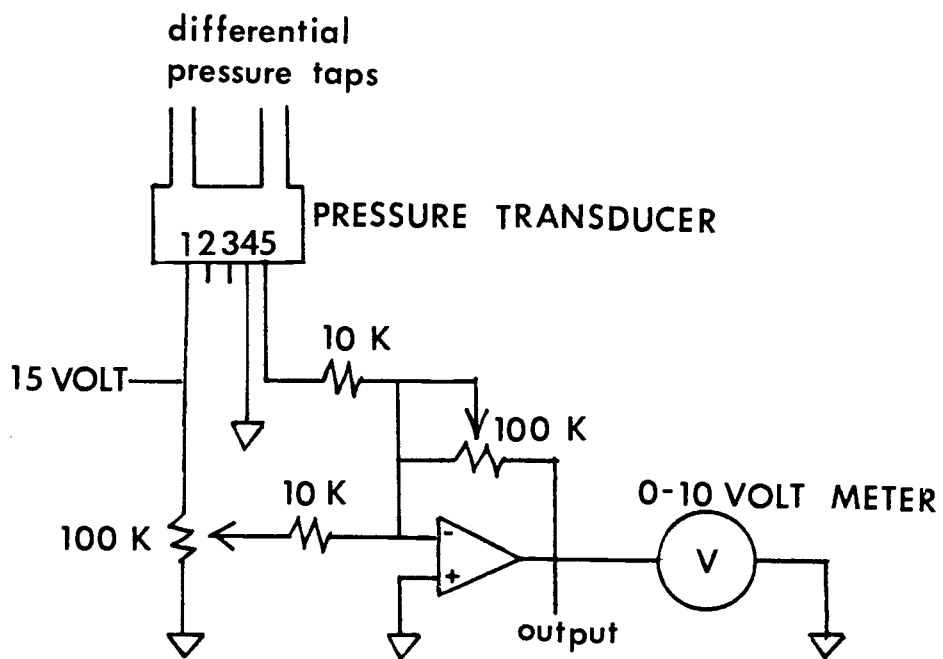 differential
pressure taps
PRESSURE TRANSDUCER
12345
10 K
15 VOLT
100 K
10 K
0-10 VOLT METER
100 K
-
+
V
output